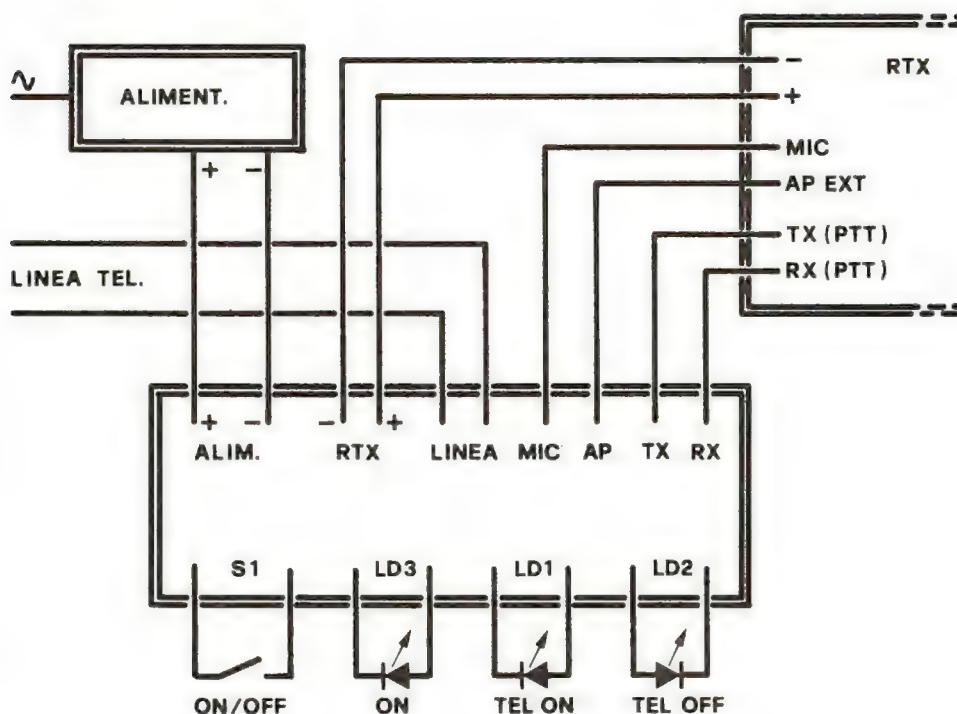 RTX
ALIMENT.
-
+
+ -
MIC
AP EXT
TX (PTT)
LINEA TEL.
RX (PTT)
+ - - +
ALIM. RTX LINEA MIC AP TX RX
S1 LD3 LD1 LD2
ON/OFF ON TEL ON TEL OFF